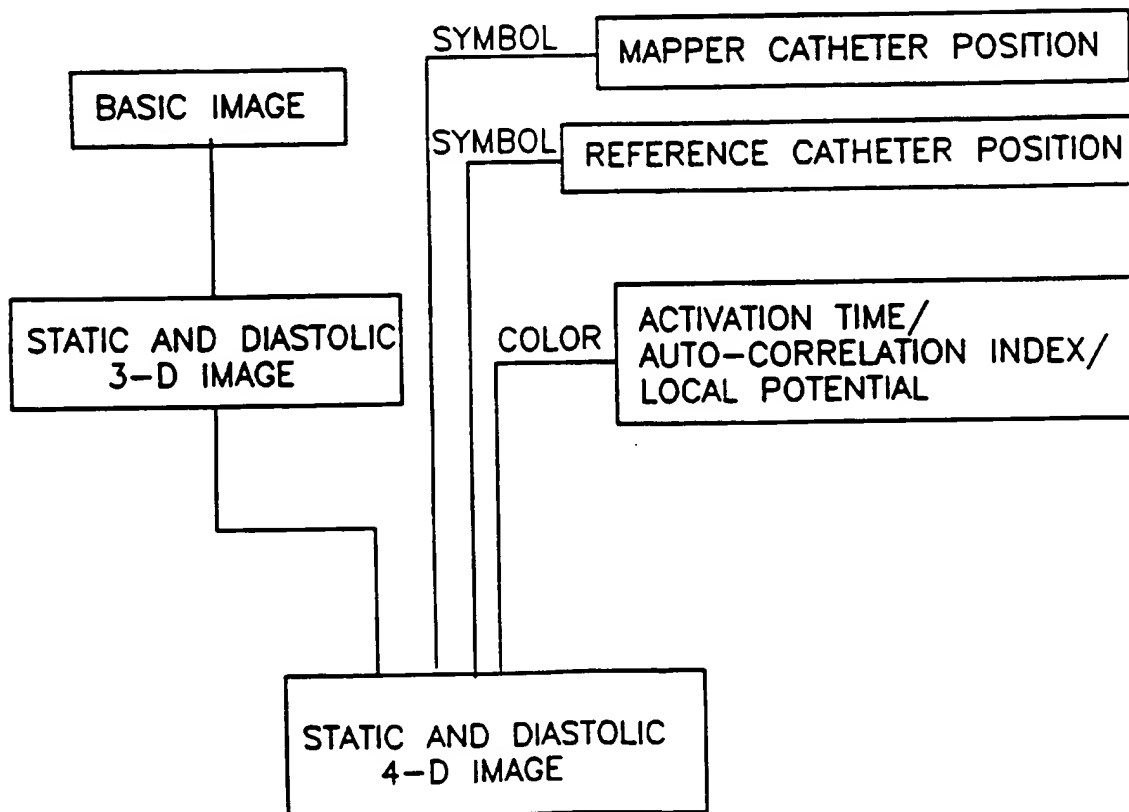 SYMBOL
MAPPER CATHETER POSITION
BASIC IMAGE
SYMBOL
REFERENCE CATHETER POSITION
STATIC AND DIASTOLIC
3-D IMAGE
COLOR
ACTIVATION TIME/
AUTO-CORRELATION INDEX/
LOCAL POTENTIAL
STATIC AND DIASTOLIC
4-D IMAGE